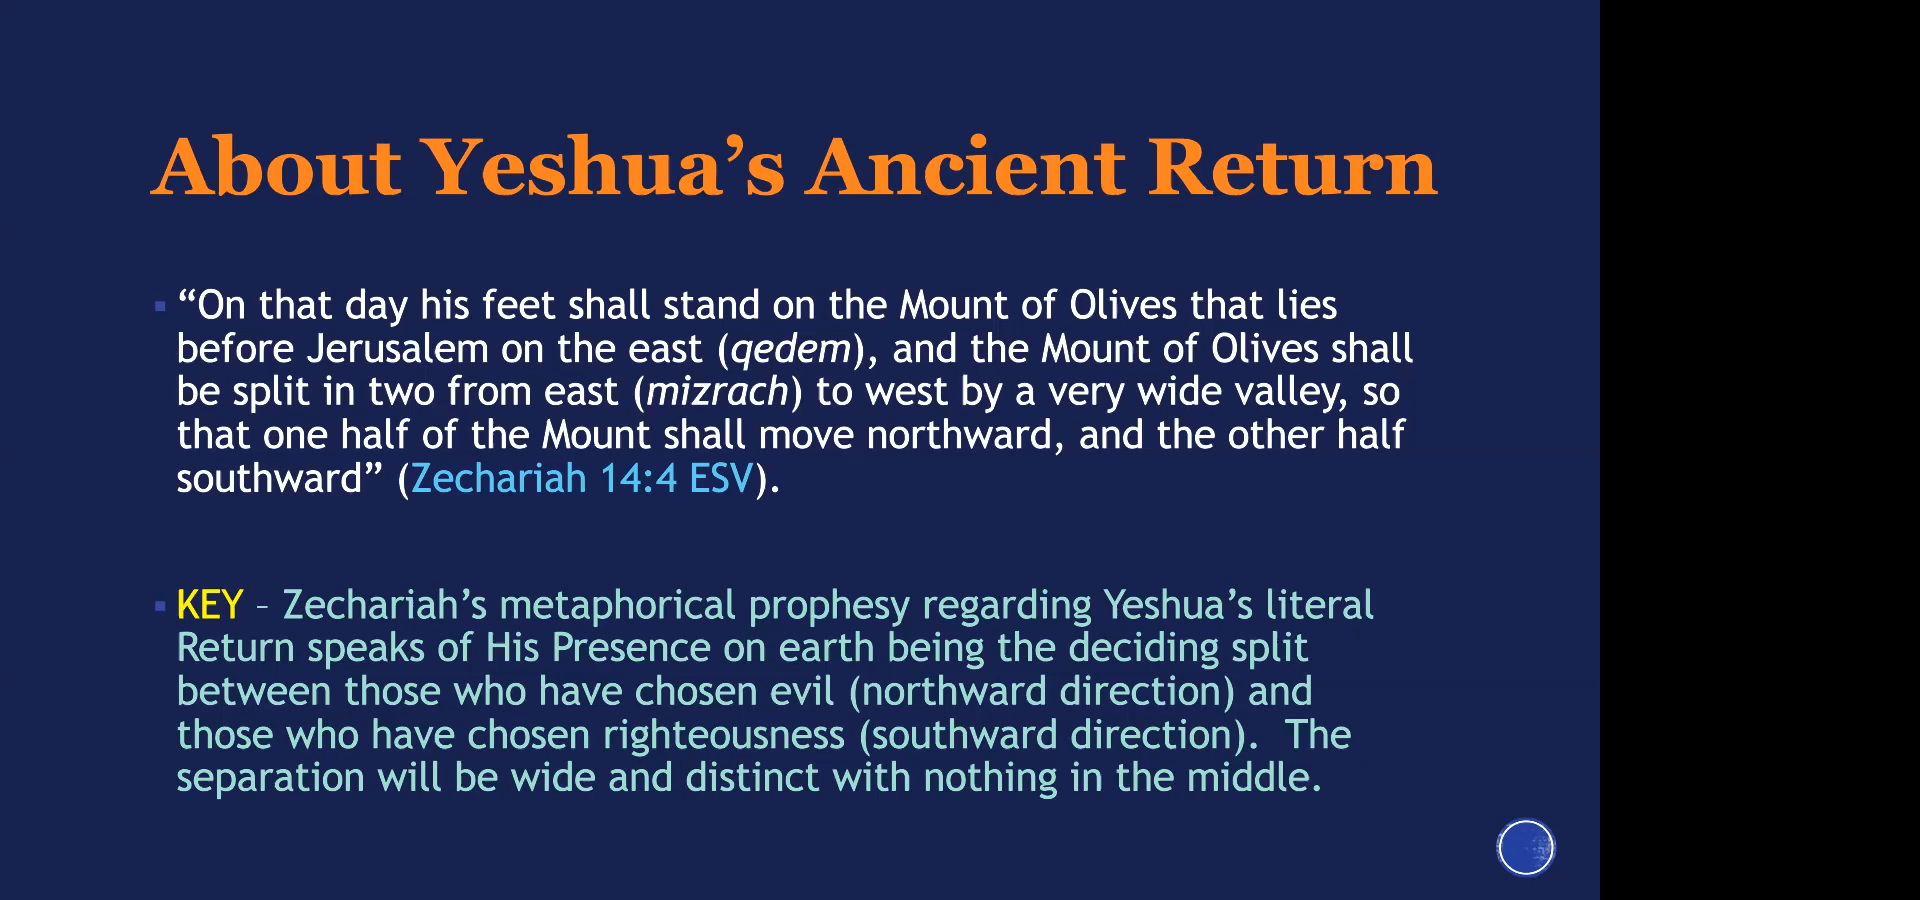 About Yeshua’s Ancient Return
“On that day his feet shall stand on the Mount of Olives that lies
before Jerusalem on the east (qedem), and the Mount of Olives shall
be split in two from east (mizrach) to west by a very wide valley, so
that one half of the Mount shall move northward, and the other half
southward” (Zechariah 14:4 ESV).
KEY – Zechariah’s metaphorical prophesy regarding Yeshua’s literal
Return speaks of His Presence on earth being the deciding split
between those who have chosen evil (northward direction) and
those who have chosen righteousness (southward direction).  The
separation will be wide and distinct with nothing in the middle.